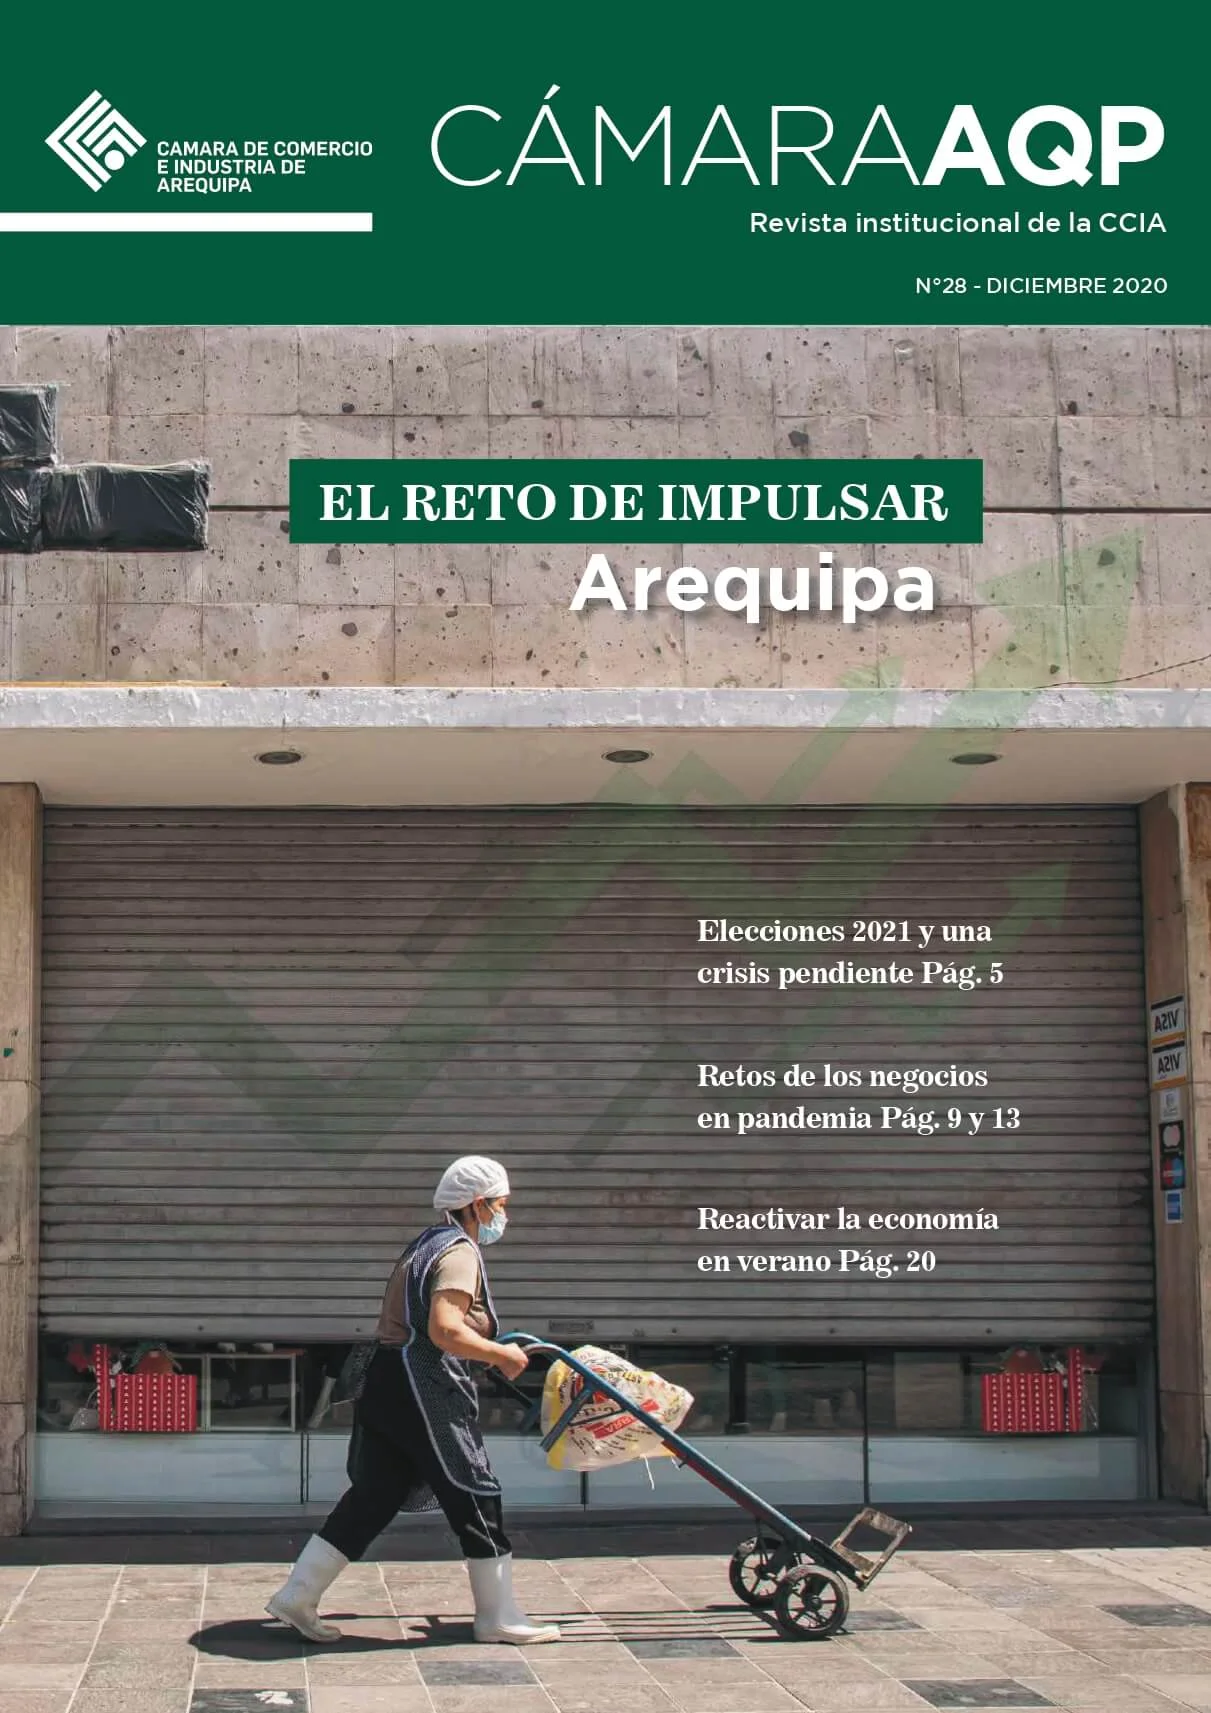 CAMARA DE COMERCIO
E INDUSTRIA DE
AREQUIPA
CÁMARAAQP
Revista institucional de la CCIA
N°28 - DICIEMBRE 2020
EL RETO DE IMPULSAR
Arequipa
Elecciones 2021 y una
crisis pendiente Pág. 5
Retos de los negocios
en pandemia Pág. 9 y 13
Reactivar la economía
en verano Pág. 20
VISA
VISA